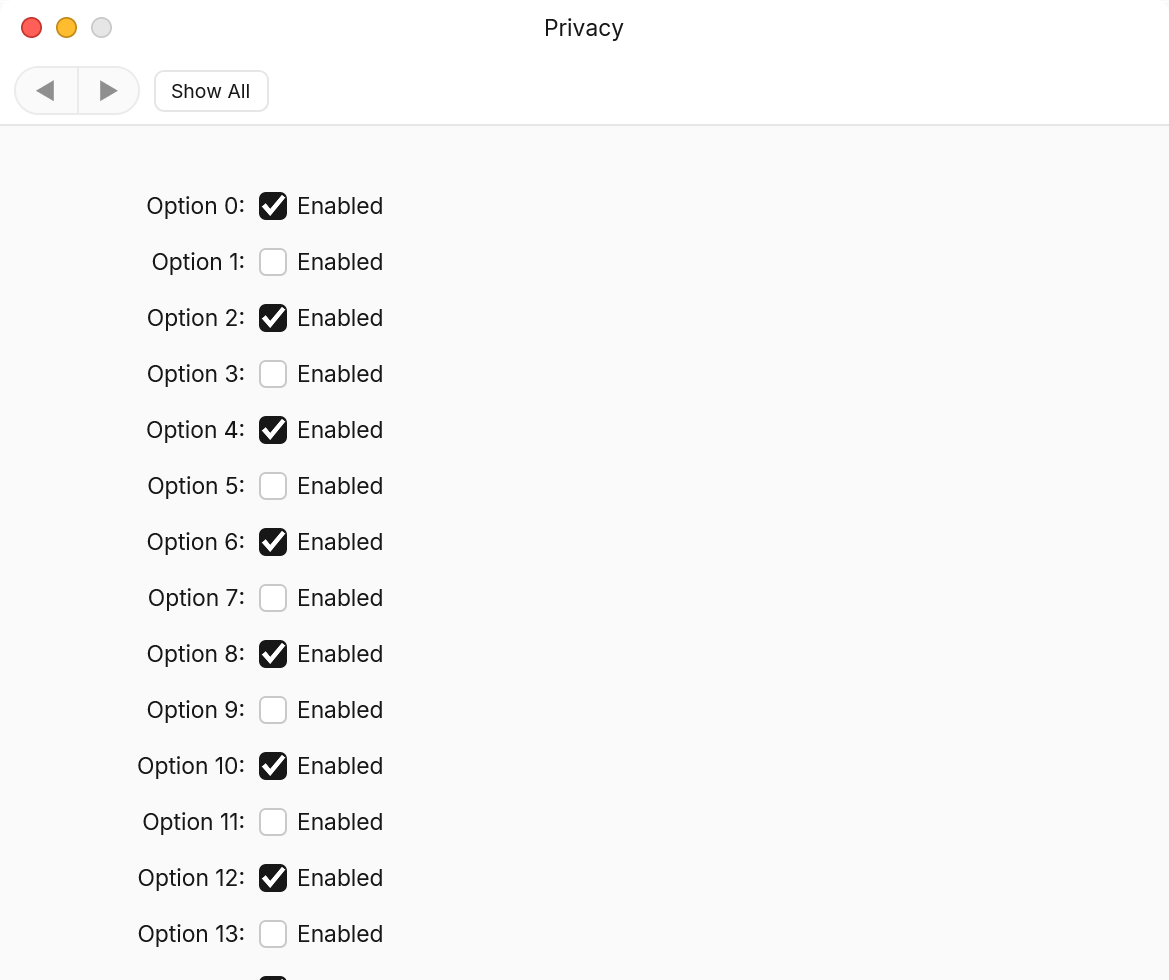 Privacy
Show All
Option 0: Enabled
Option 1: Enabled
Option 2: Enabled
Option 3: Enabled
Option 4: Enabled
Option 5: Enabled
Option 6: Enabled
Option 7: Enabled
Option 8: Enabled
Option 9: Enabled
Option 10: Enabled
Option 11: Enabled
Option 12: Enabled
Option 13: Enabled